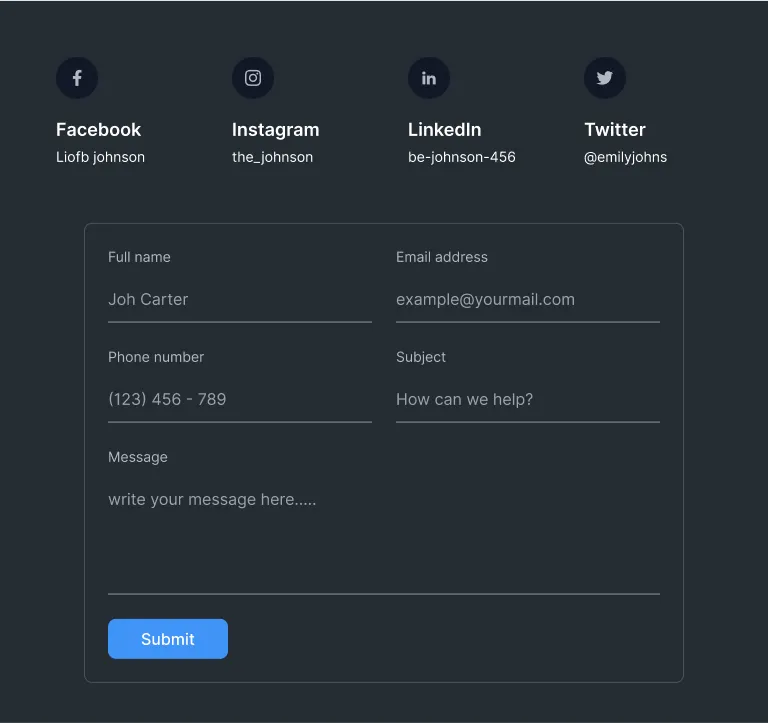 Facebook
Liofb johnson
Instagram
the_johnson
LinkedIn
be-johnson-456
Twitter
@emilyjohns
Full name
Joh Carter
Email address
example@yourmail.com
Phone number
(123) 456 - 789
Subject
How can we help?
Message
write your message here.....
Submit